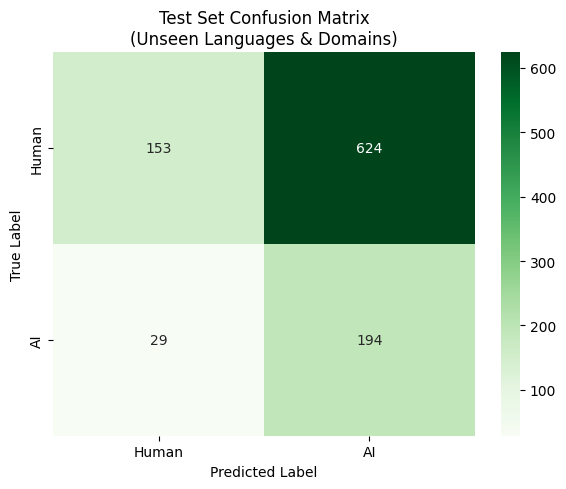 Test Set Confusion Matrix
(Unseen Languages & Domains)
Human
153
624
AI
29
194
True Label
Human
AI
Predicted Label
600
500
400
300
200
100